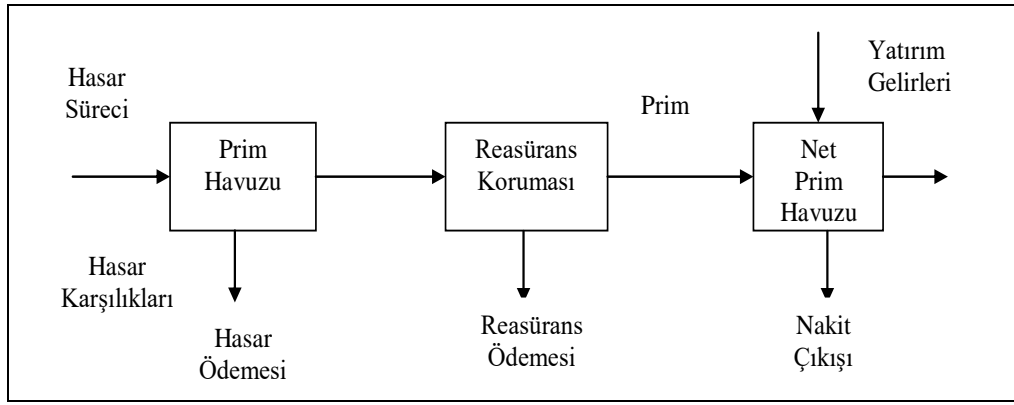 Hasar
Süreci
Prim
Havuzu
Hasar
Karşılıkları
Hasar
Ödemesi
Reasürans
Koruması
Reasürans
Ödemesi
Prim
Yatırım
Gelirleri
Net
Prim
Havuzu
Nakit
Çıkışı